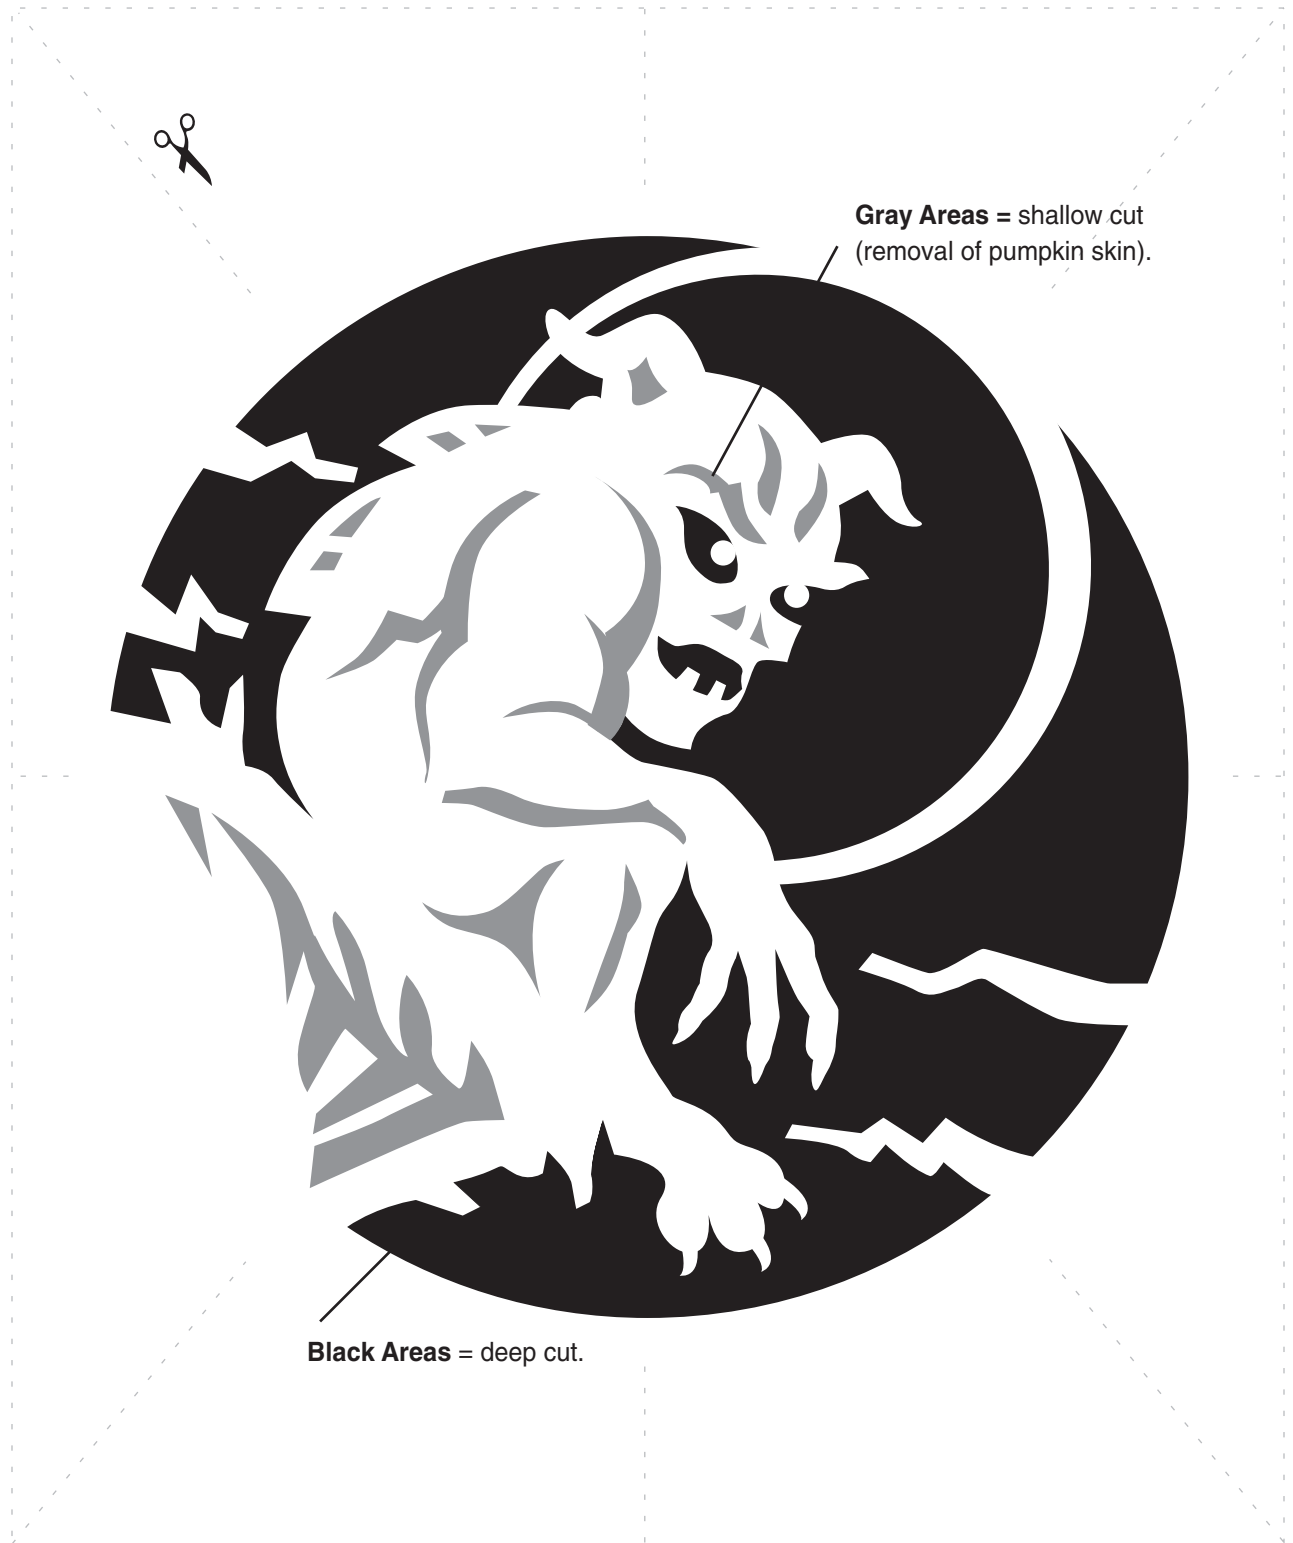 Gray Areas = shallow cut
(removal of pumpkin skin).
Black Areas = deep cut.